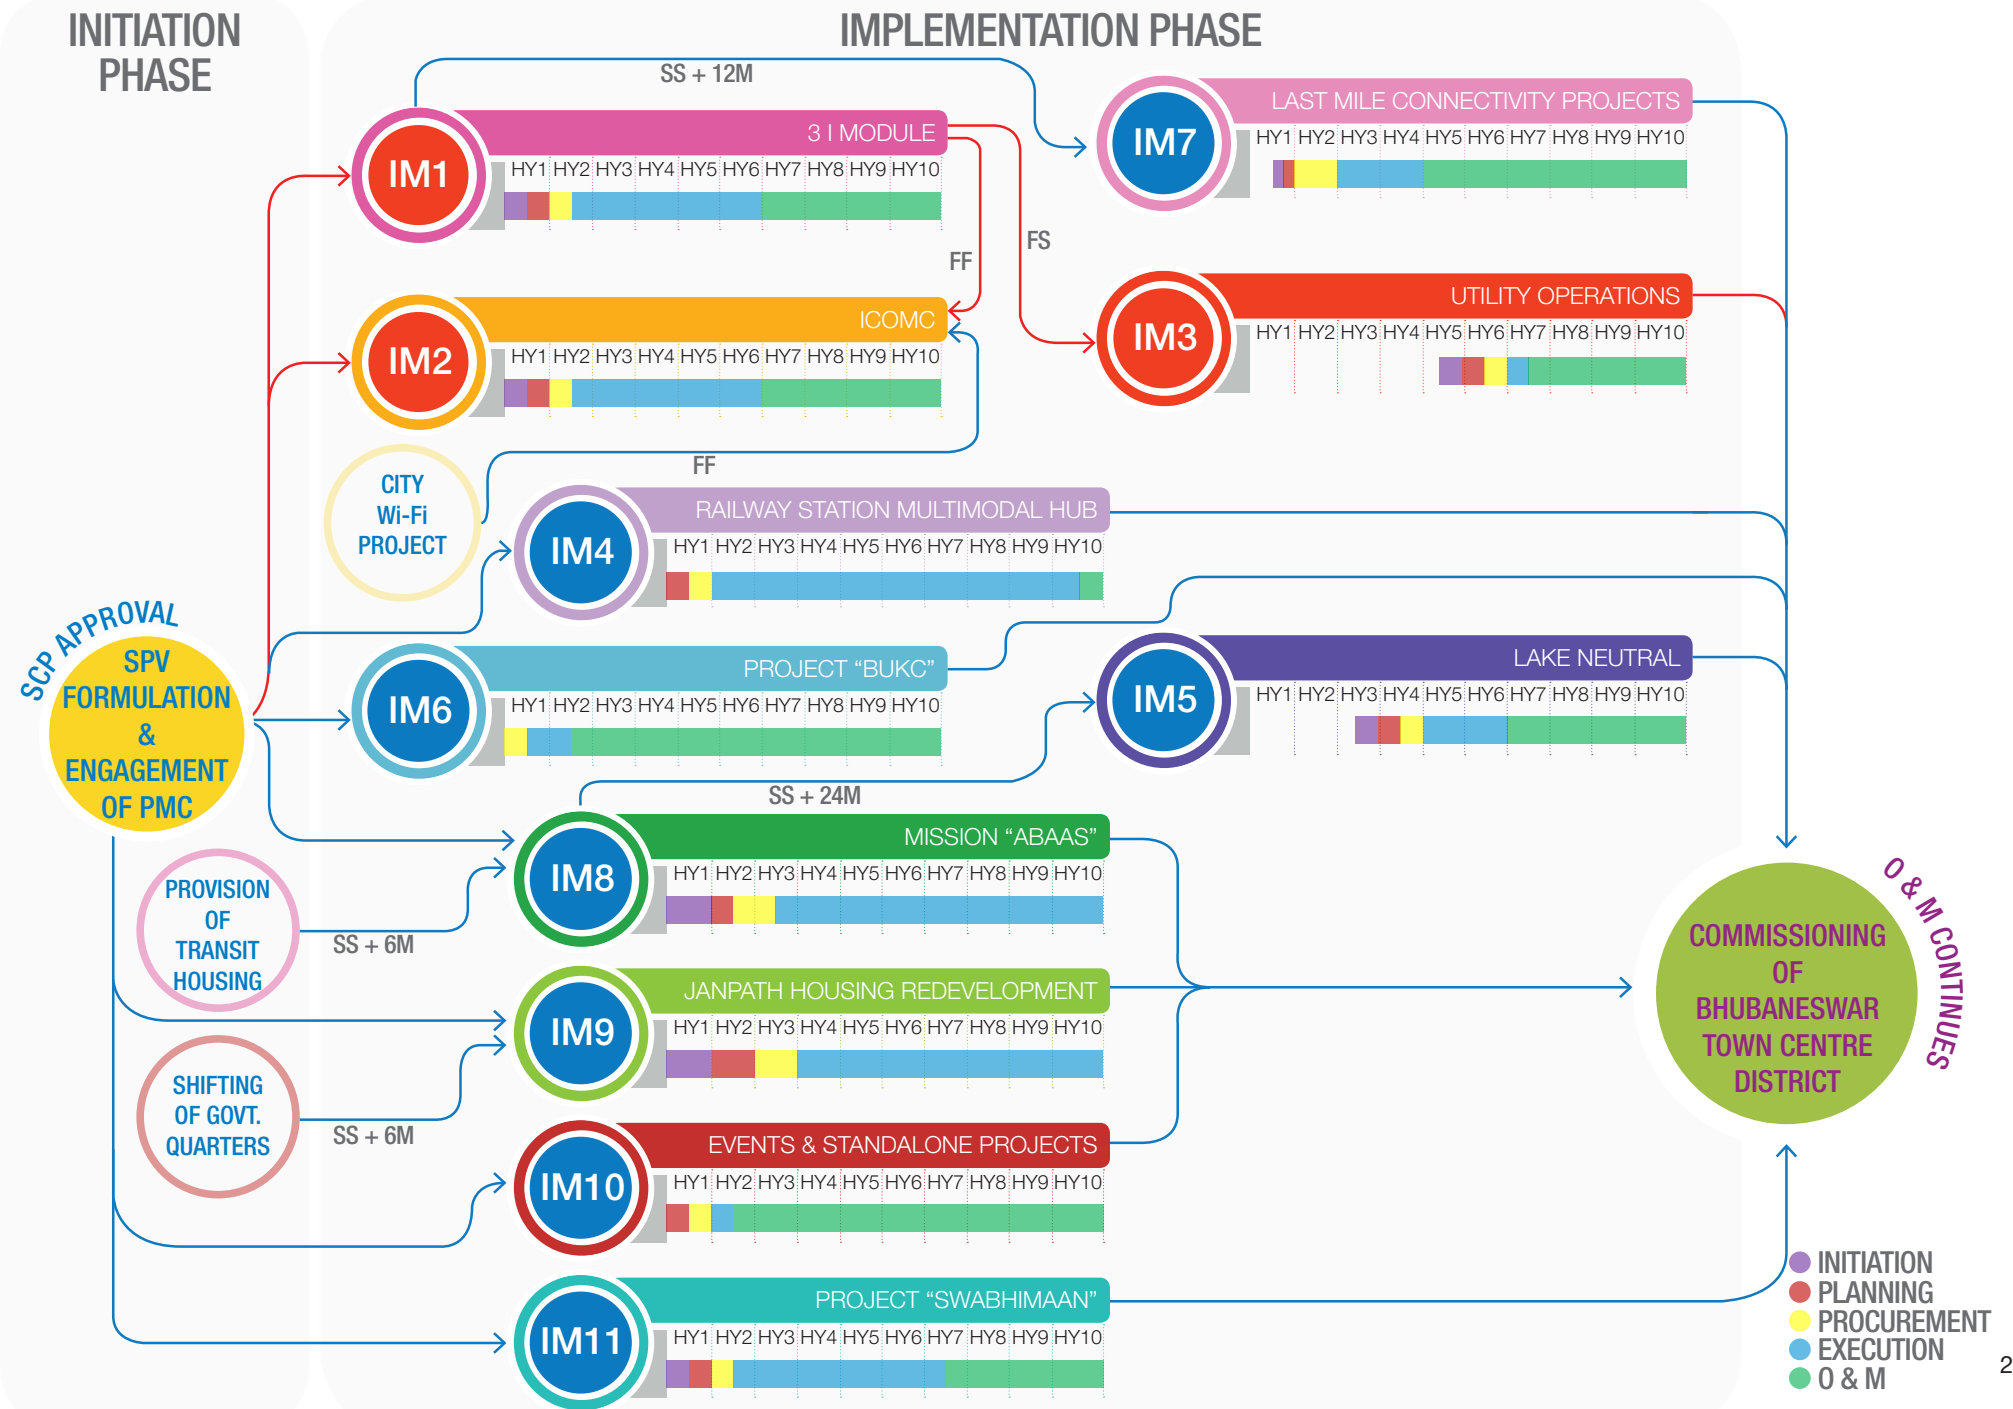 INITIATION
PHASE
IMPLEMENTATION PHASE
SS + 12M
IM1
3 I MODULE
HY1 HY2 HY3 HY4 HY5 HY6 HY7 HY8 HY9 HY10
IM7
LAST MILE CONNECTIVITY PROJECTS
HY1 HY2 HY3 HY4 HY5 HY6 HY7 HY8 HY9 HY10
FF
FS
IM2
ICOMC
HY1 HY2 HY3 HY4 HY5 HY6 HY7 HY8 HY9 HY10
IM3
UTILITY OPERATIONS
HY1 HY2 HY3 HY4 HY5 HY6 HY7 HY8 HY9 HY10
CITY
Wi-Fi
PROJECT
FF
IM4
RAILWAY STATION MULTIMODAL HUB
HY1 HY2 HY3 HY4 HY5 HY6 HY7 HY8 HY9 HY10
SCP APPROVAL
SPV
FORMULATION
&
ENGAGEMENT
OF PMC
IM6
PROJECT “BUKC”
HY1 HY2 HY3 HY4 HY5 HY6 HY7 HY8 HY9 HY10
IM5
LAKE NEUTRAL
HY1 HY2 HY3 HY4 HY5 HY6 HY7 HY8 HY9 HY10
SS + 24M
IM8
MISSION “ABAAS”
HY1 HY2 HY3 HY4 HY5 HY6 HY7 HY8 HY9 HY10
PROVISION
OF
TRANSIT
HOUSING
SS + 6M
IM9
JANPATH HOUSING REDEVELOPMENT
HY1 HY2 HY3 HY4 HY5 HY6 HY7 HY8 HY9 HY10
SHIFTING
OF GOVT.
QUARTERS
SS + 6M
IM10
EVENTS & STANDALONE PROJECTS
HY1 HY2 HY3 HY4 HY5 HY6 HY7 HY8 HY9 HY10
IM11
PROJECT “SWABHIMAAN”
HY1 HY2 HY3 HY4 HY5 HY6 HY7 HY8 HY9 HY10
COMMISSIONING
OF
BHUBANESWAR
TOWN CENTRE
DISTRICT
O & M CONTINUES
INITIATION
PLANNING
PROCUREMENT
EXECUTION
O & M
2